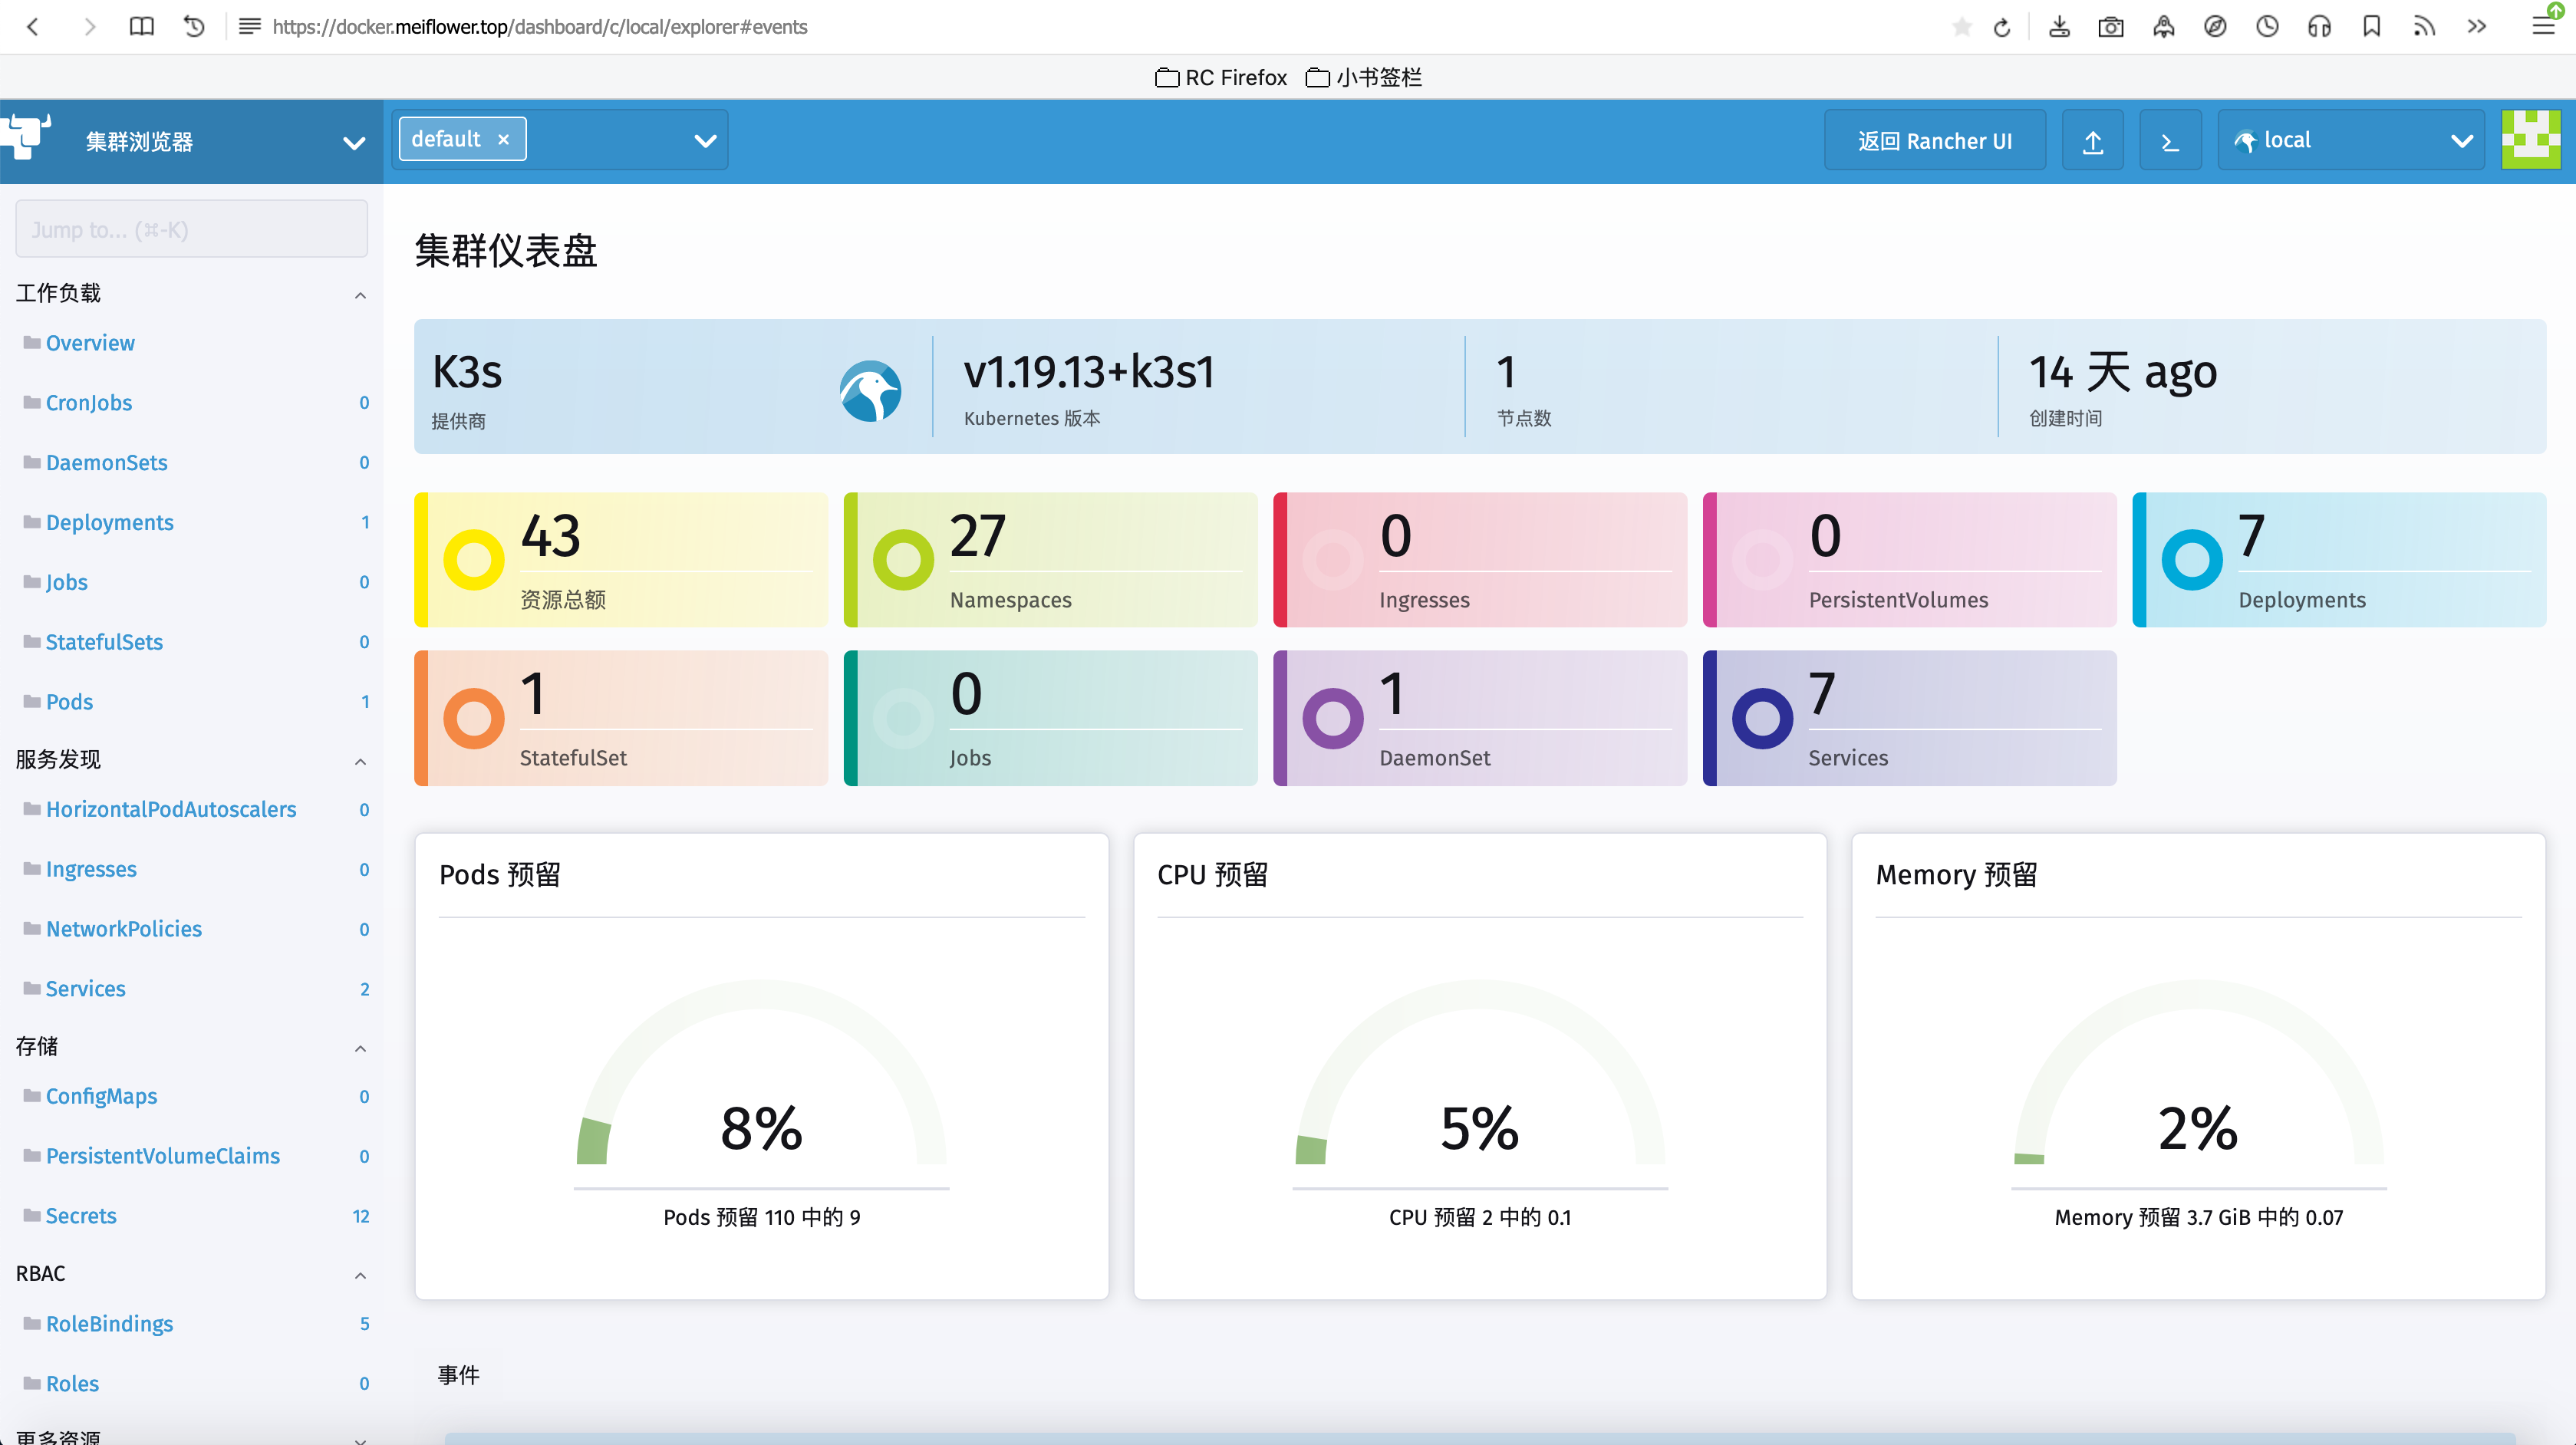 https://docker.meiflower.top/dashboard/c/local/explorer#events
RC Firefox 小书签栏
集群浏览器
default ×
返回 Rancher UI
local
Jump to... (⌘-K)
工作负载
Overview
CronJobs 0
DaemonSets 0
Deployments 1
Jobs 0
StatefulSets 0
Pods 1
服务发现
HorizontalPodAutoscalers 0
Ingresses 0
NetworkPolicies 0
Services 2
存储
ConfigMaps 0
PersistentVolumeClaims 0
Secrets 12
RBAC
RoleBindings 5
Roles 0
更多资源
集群仪表盘
K3s
提供商
v1.19.13+k3s1
Kubernetes 版本
1
节点数
14 天 ago
创建时间
43
资源总额
27
Namespaces
0
Ingresses
0
PersistentVolumes
7
Deployments
1
StatefulSet
0
Jobs
1
DaemonSet
7
Services
Pods 预留
8%
Pods 预留 110 中的 9
CPU 预留
5%
CPU 预留 2 中的 0.1
Memory 预留
2%
Memory 预留 3.7 GiB 中的 0.07
事件